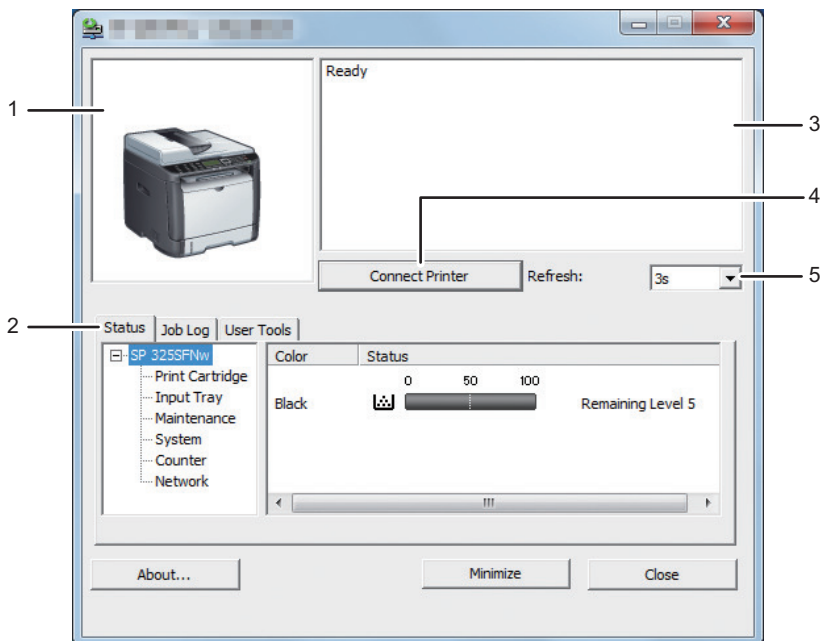 Ready
1
3
4
Connect Printer Refresh: 3s 5
2
Status Job Log User Tools
SP 325SFNw
Print Cartridge
Input Tray
Maintenance
System
Counter
Network
Color Status
0 50 100
Black Remaining Level 5
About... Minimize Close